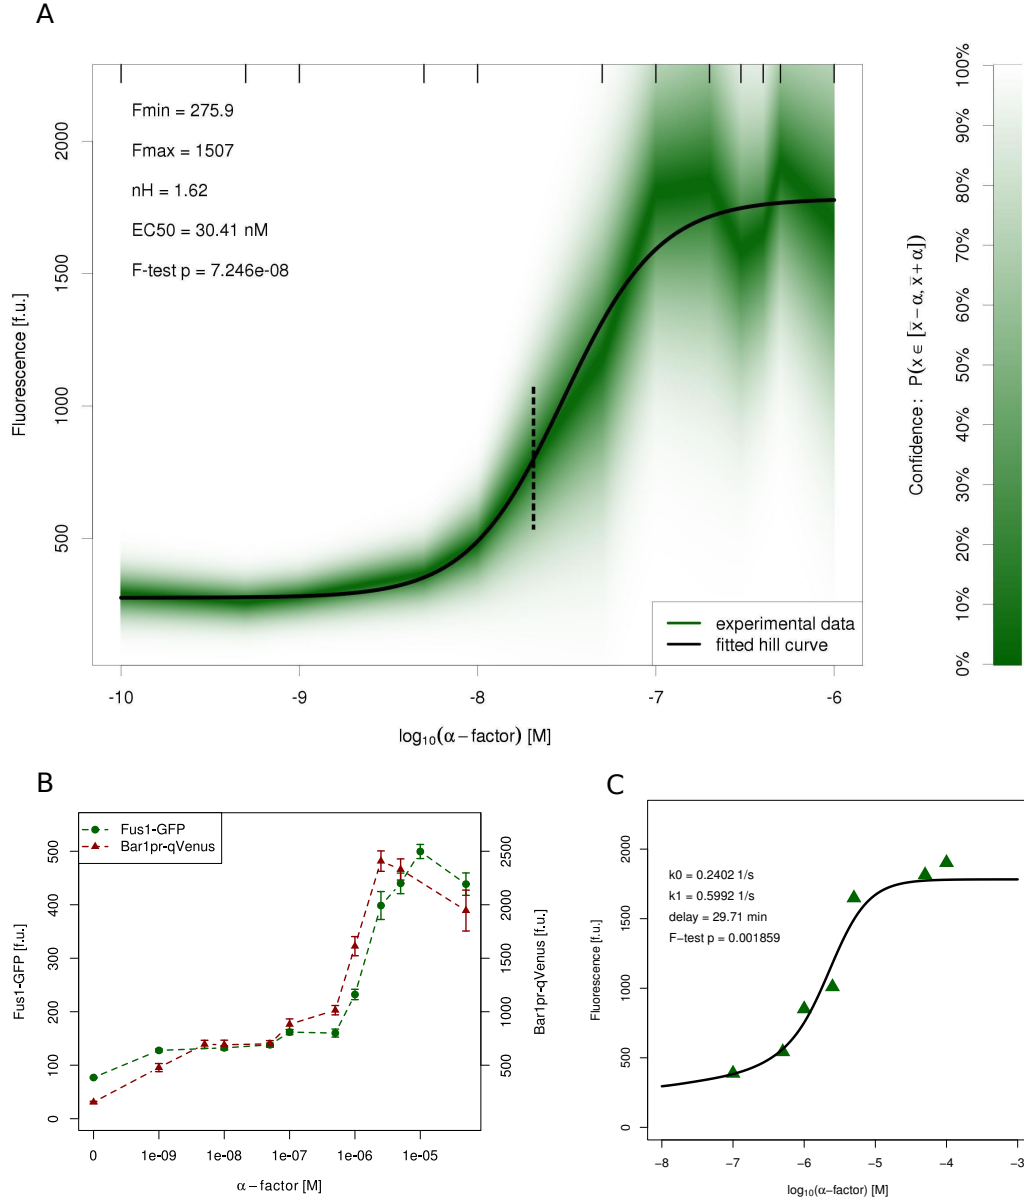 A
Fmin = 275.9
Fmax = 1507
nH = 1.62
EC50 = 30.41 nM
F-test p = 7.246e-08
Fluorescence [f.u.]
500
1000
1500
2000
experimental data
fitted hill curve
-10
-9
-8
-7
-6
log10(α−factor) [M]
Confidence: P(x ∈ [x̄ − α, x̄ + α])
0%
10%
20%
30%
40%
50%
60%
70%
80%
90%
100%
B
Fus1-GFP
Bar1pr-qVenus
Fus1-GFP [f.u.]
0
100
200
300
400
500
Bar1pr-qVenus [f.u.]
500
1000
1500
2000
2500
0
1e-09
1e-08
1e-07
1e-06
1e-05
α−factor [M]
C
k0 = 0.2402 1/s
k1 = 0.5992 1/s
delay = 29.71 min
F−test p = 0.001859
Fluorescence [f.u.]
0
500
1000
1500
2000
−8
−7
−6
−5
−4
−3
log10(α−factor) [M]